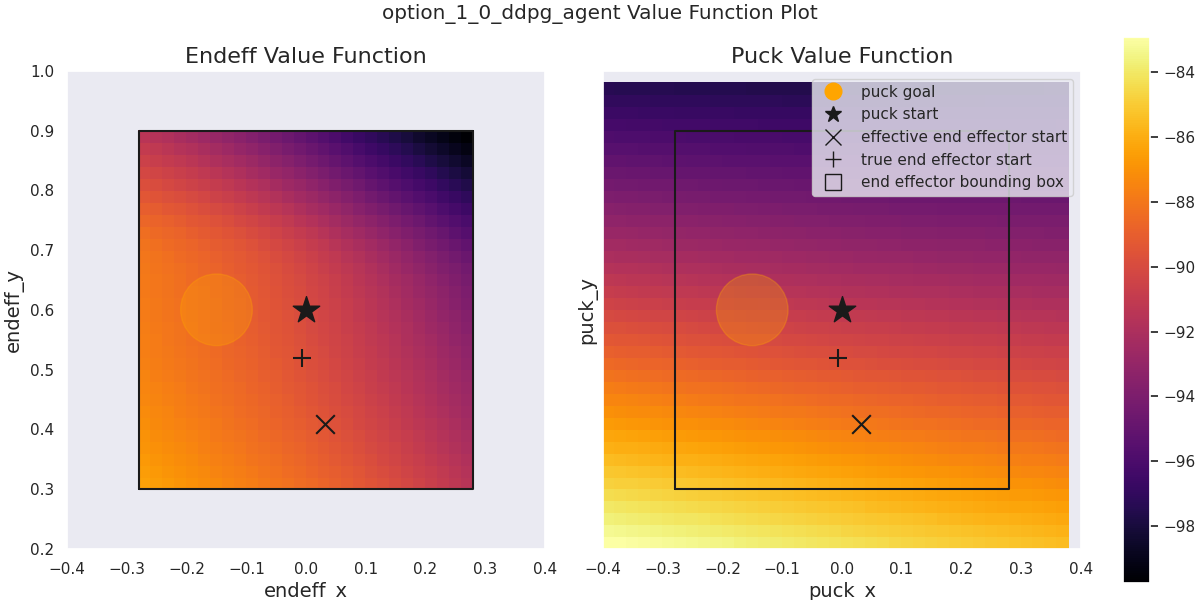 option_1_0_ddpg_agent Value Function Plot
Endeff Value Function
endeff_y
1.0
0.9
0.8
0.7
0.6
0.5
0.4
0.3
0.2
−0.4 −0.3 −0.2 −0.1 0.0 0.1 0.2 0.3 0.4
endeff_x
Puck Value Function
puck_y
puck goal
puck start
effective end effector start
true end effector start
end effector bounding box
−0.4 −0.3 −0.2 −0.1 0.0 0.1 0.2 0.3 0.4
puck_x
−84
−86
−88
−90
−92
−94
−96
−98